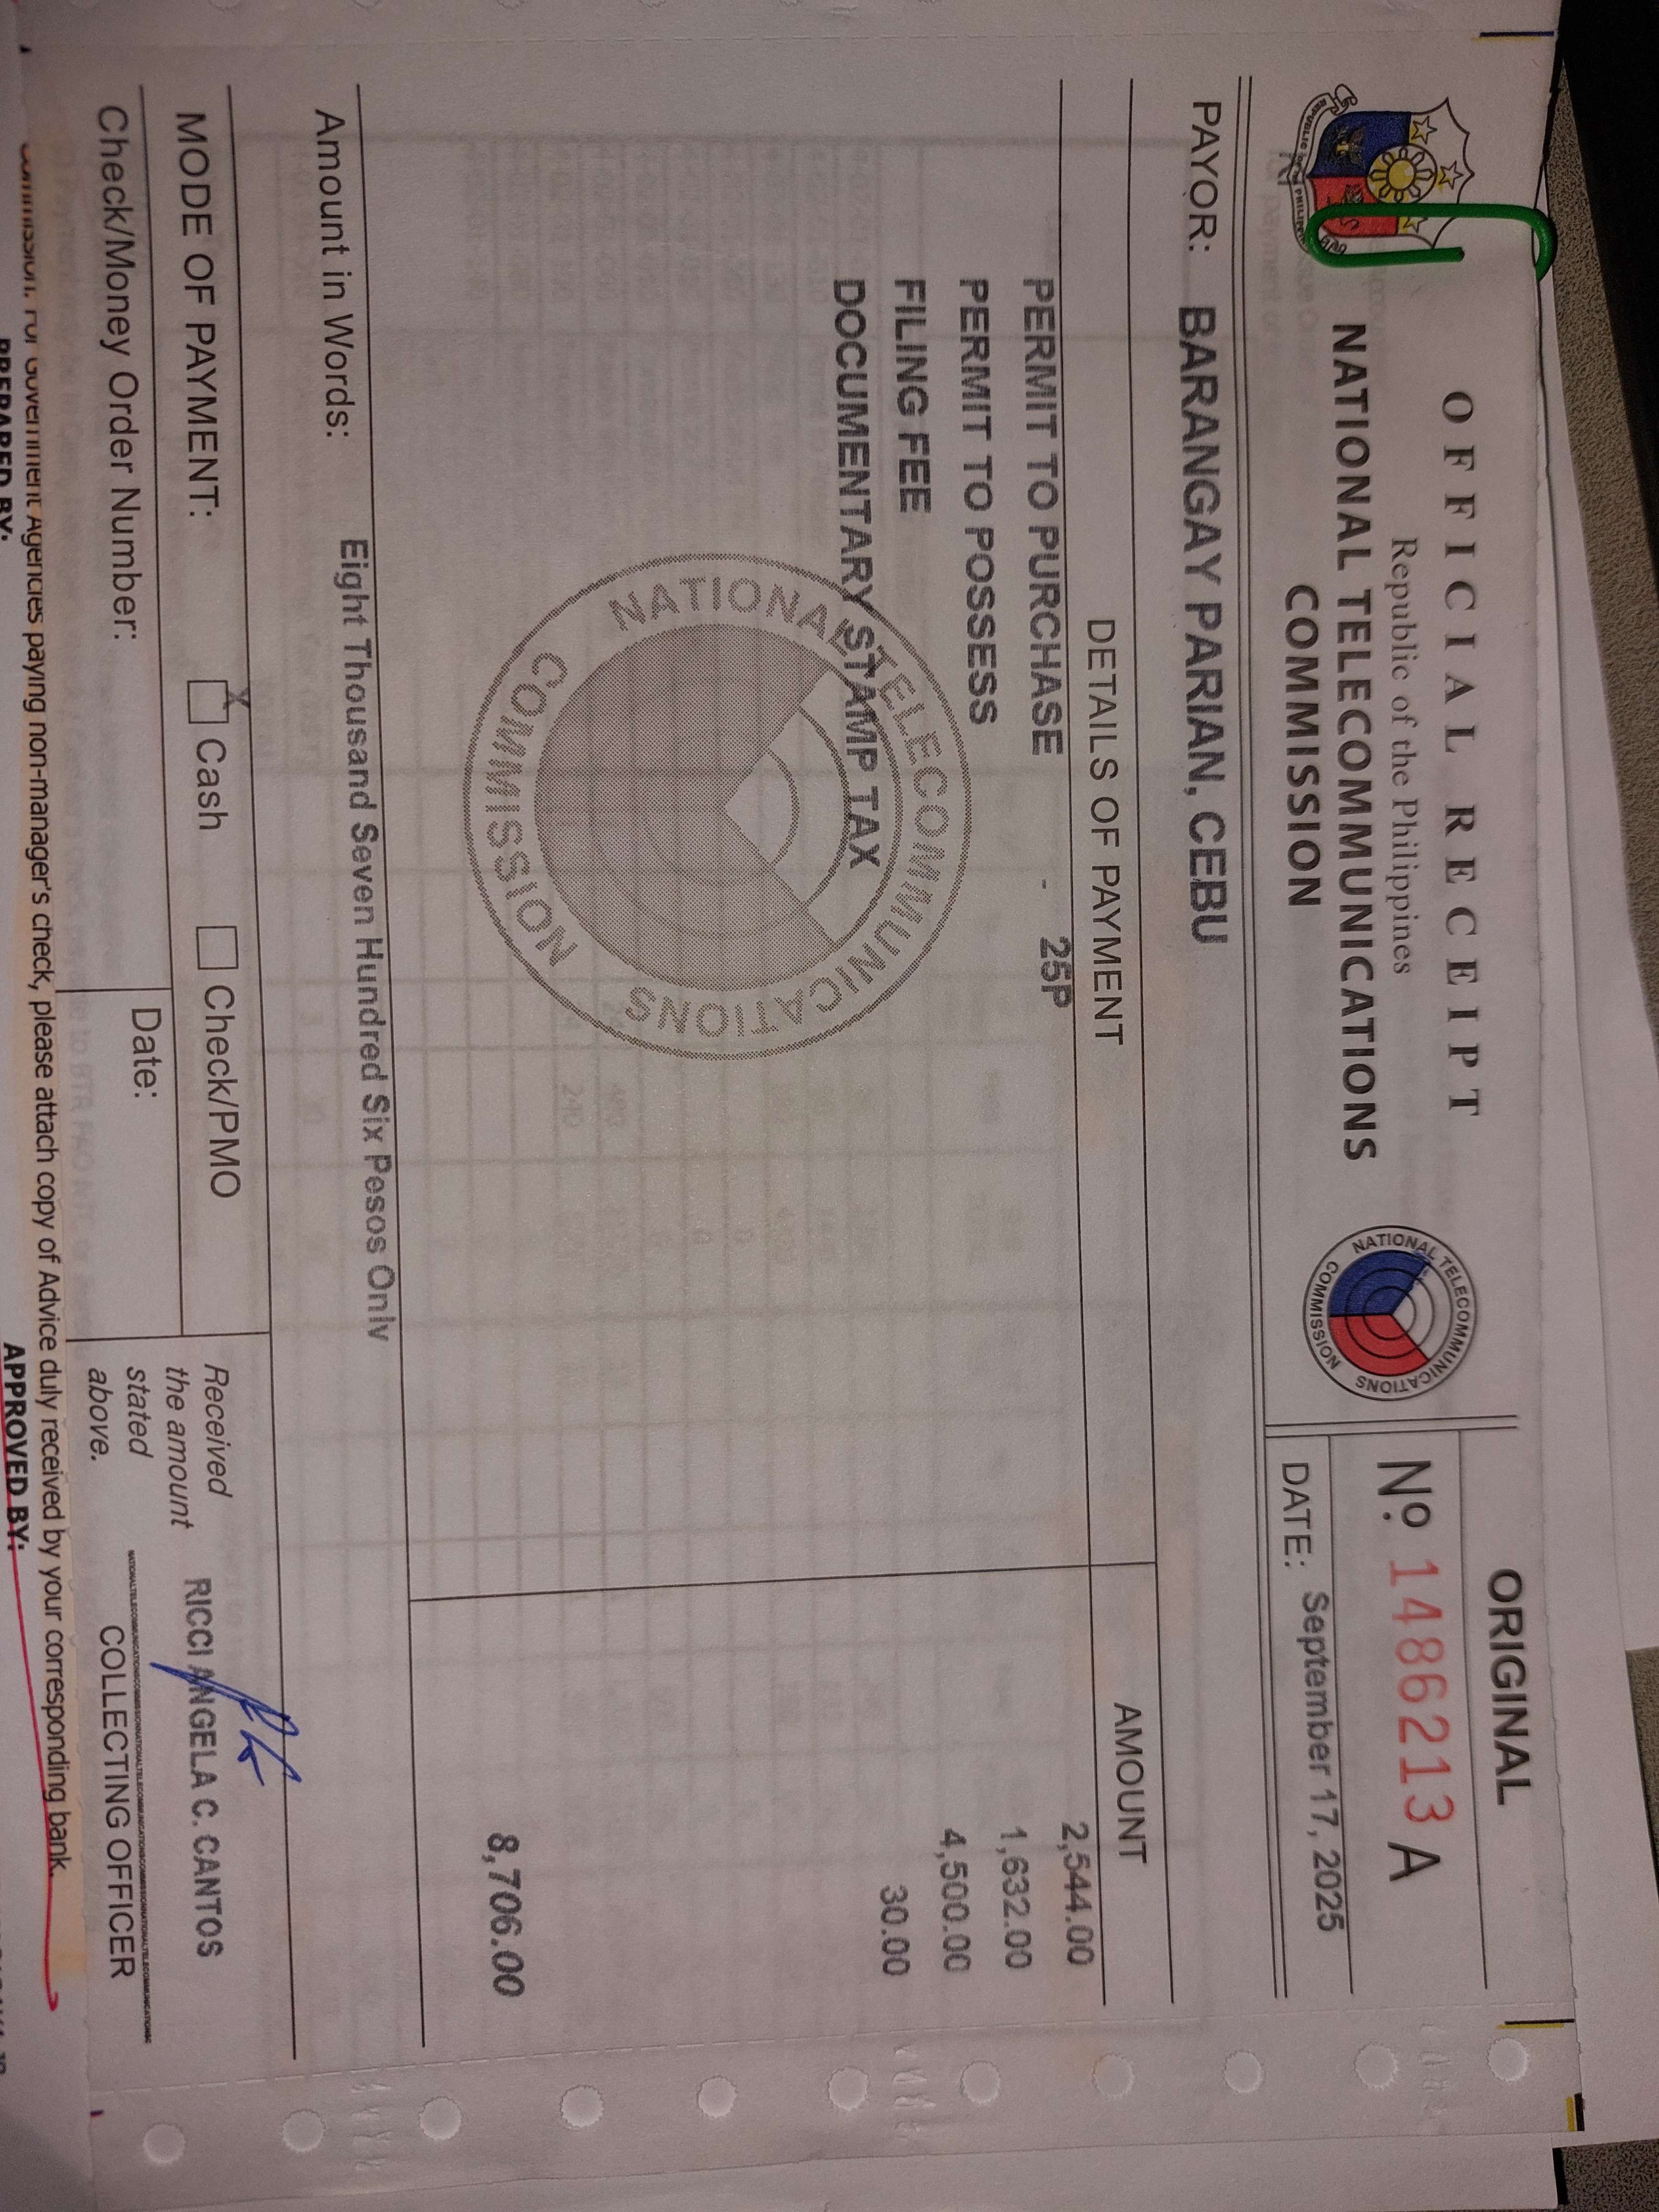 ORIGINAL
OFFICIAL RECEIPT
Republic of the Philippines
NATIONAL TELECOMMUNICATIONS
COMMISSION
NATIONAL TELECOMMUNICATIONS COMMISSION
Nº 1486213 A
DATE: September 17, 2025
PAYOR: BARANGAY PARIAN, CEBU
DETAILS OF PAYMENT AMOUNT
PERMIT TO PURCHASE - 25P 2,544.00
PERMIT TO POSSESS 1,632.00
FILING FEE 4,500.00
DOCUMENTARY STAMP TAX 30.00
NATIONAL TELECOMMUNICATIONS COMMISSION
8,706.00
Amount in Words: Eight Thousand Seven Hundred Six Pesos Only
MODE OF PAYMENT: X Cash Check/PMO
Check/Money Order Number: Date:
Received
the amount
stated
above.
RICCI ANGELA C. CANTOS
COLLECTING OFFICER
For Government Agencies paying non-manager's check, please attach copy of Advice duly received by your corresponding bank.
PREPARED BY: APPROVED BY: